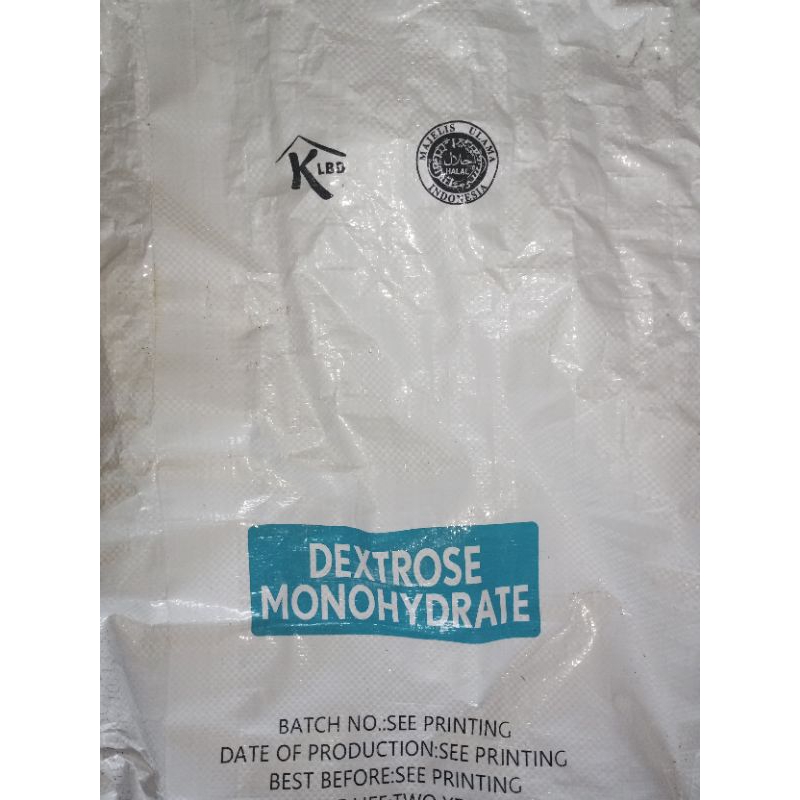 KLBD
MAJELIS ULAMA
حلال
HALAL
INDONESIA
DEXTROSE
MONOHYDRATE
BATCH NO.:SEE PRINTING
DATE OF PRODUCTION:SEE PRINTING
BEST BEFORE:SEE PRINTING